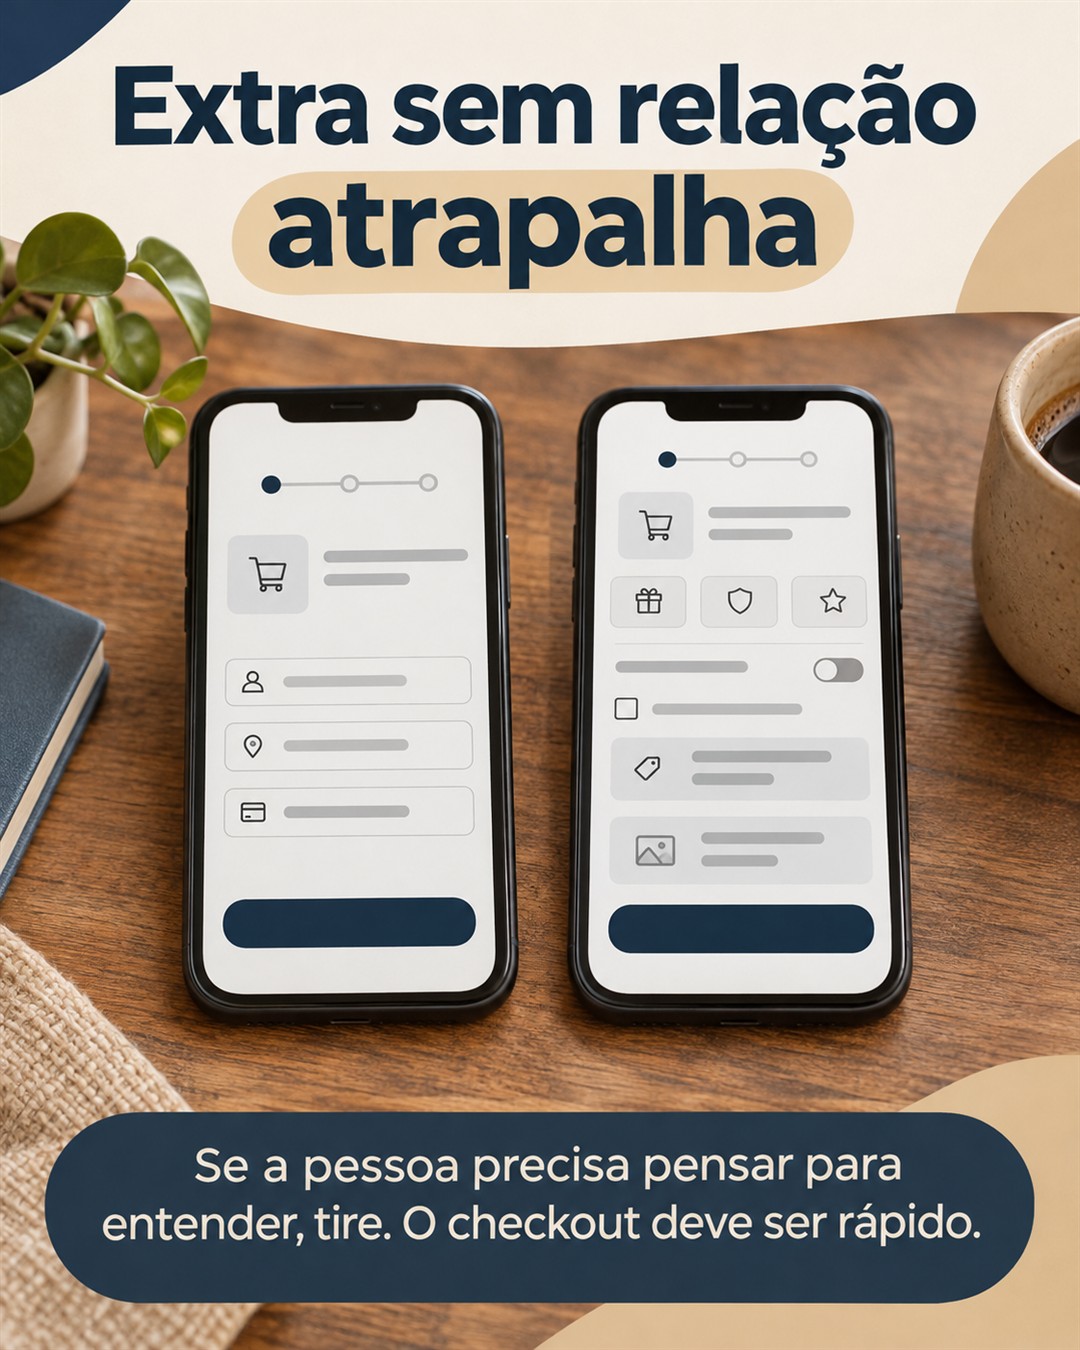 Extra sem relação
atrapalha
Se a pessoa precisa pensar para
entender, tire. O checkout deve ser rápido.